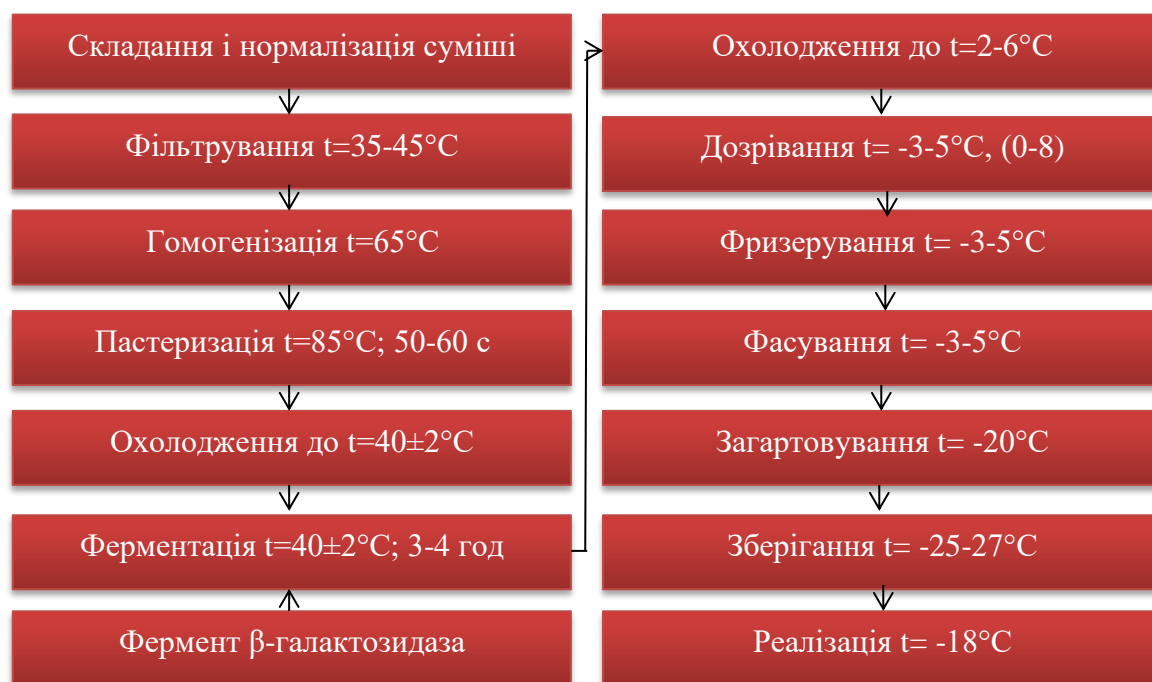 Складання і нормалізація суміші
Фільтрування t=35-45°C
Гомогенізація t=65°C
Пастеризація t=85°C; 50-60 с
Охолодження до t=40±2°C
Ферментація t=40±2°C; 3-4 год
Фермент β-галактозидаза
Охолодження до t=2-6°C
Дозрівання t= -3-5°C, (0-8)
Фризерування t= -3-5°C
Фасування t= -3-5°C
Загартовування t= -20°C
Зберігання t= -25-27°C
Реалізація t= -18°C